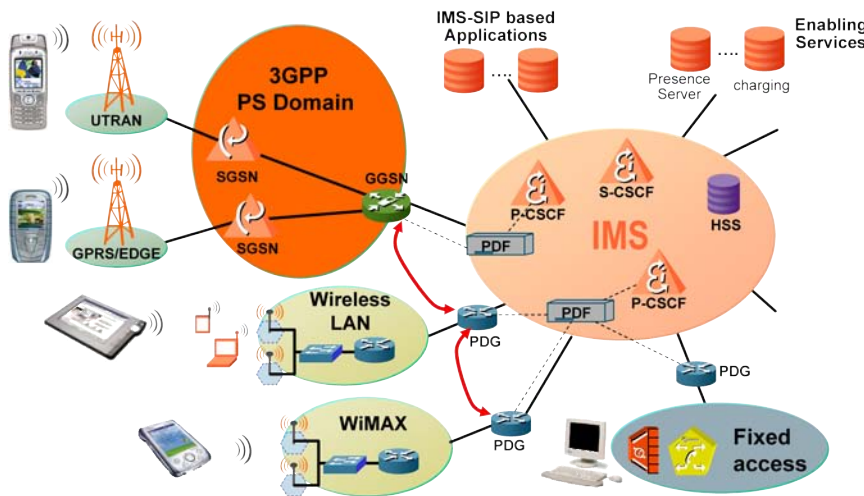 IMS-SIP based
Applications
....
Enabling
Services
....
Presence
Server
charging
3GPP
PS Domain
UTRAN
SGSN
GGSN
SGSN
GPRS/EDGE
P-CSCF
S-CSCF
HSS
IMS
PDF
P-CSCF
PDF
Wireless
LAN
PDG
PDG
WiMAX
PDG
Fixed
access